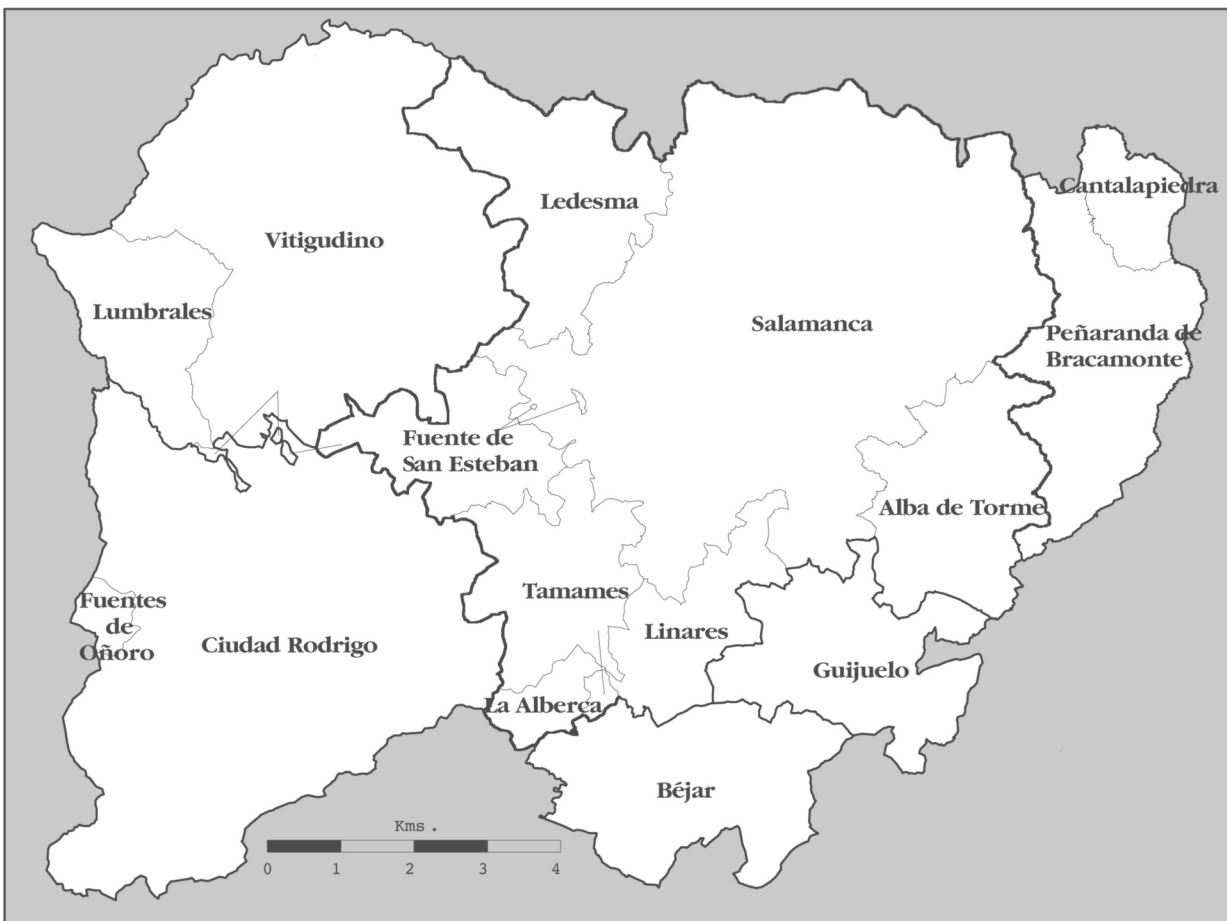 Cantalapiedra
Ledesma
Vitigudino
Lumbrales
Salamanca
Peñaranda de
Bracamonte
Fuente de
San Esteban
Alba de Torme
Tamames
Fuentes
de
Oñoro
Linares
Ciudad Rodrigo
Guijuelo
La Alberca
Béjar
Kms .
0 1 2 3 4